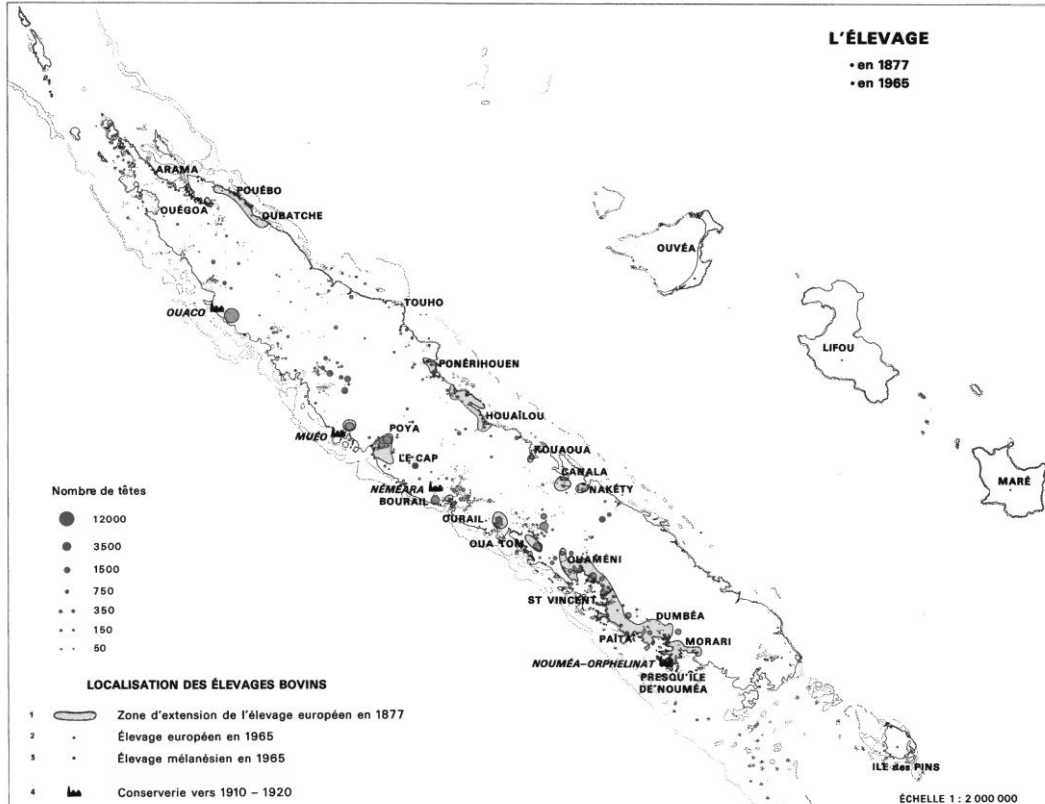 L'ÉLEVAGE
• en 1877
• en 1965
ARAMA
POUÉBO
OUÉGOA
OUBATCHE
OUVÉA
TOUHO
OUACO
LIFOU
PONÉRIHOUEN
HOUAÏLOU
POYA
MUÉO
KOUAOUA
LE CAP
CANALA
MARÉ
NÉMÉARA
NAKÉTY
BOURAIL
OURAIL
OUA TOM
OUAMÉNI
ST VINCENT
DUMBÉA
PAÏTA
MORARI
NOUMÉA–ORPHELINAT
PRESQU'ÎLE
DE NOUMÉA
ILE des PINS
Nombre de têtes
12000
3500
1500
750
350
150
50
LOCALISATION DES ÉLEVAGES BOVINS
1 Zone d'extension de l'élevage européen en 1877
2 Élevage européen en 1965
3 Élevage mélanésien en 1965
4 Conserverie vers 1910 – 1920
ÉCHELLE 1 : 2 000 000